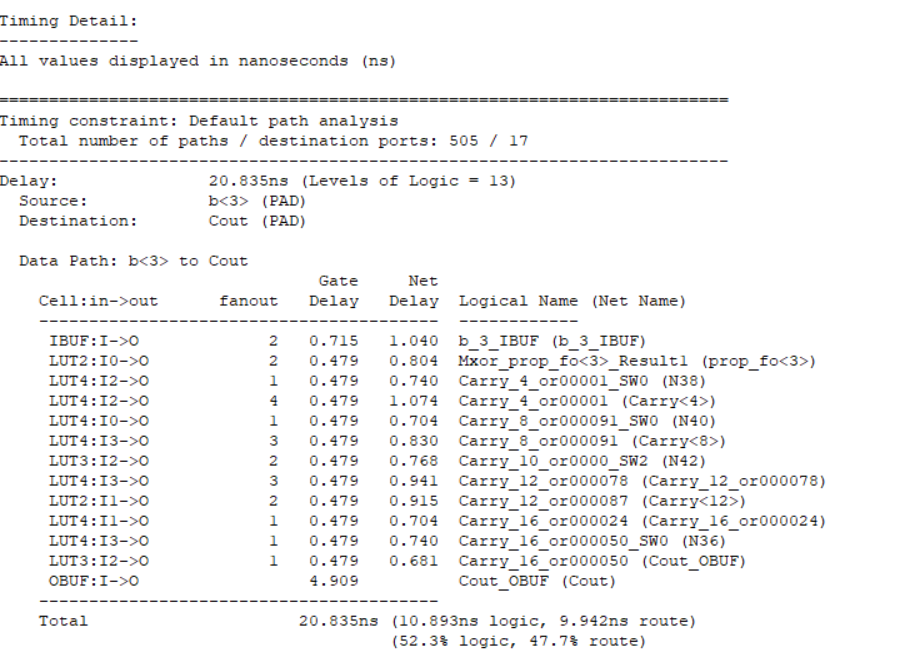 Timing Detail:
--------------
All values displayed in nanoseconds (ns)
=========================================================================
Timing constraint: Default path analysis
  Total number of paths / destination ports: 505 / 17
-------------------------------------------------------------------------
Delay:               20.835ns (Levels of Logic = 13)
  Source:            b<3> (PAD)
  Destination:       Cout (PAD)
  Data Path: b<3> to Cout
                                Gate     Net
    Cell:in->out      fanout   Delay   Delay  Logical Name (Net Name)
    ----------------------------------------  ------------
     IBUF:I->O             2   0.715   1.040  b_3_IBUF (b_3_IBUF)
     LUT2:I0->O            2   0.479   0.804  Mxor_prop_fo<3>_Result1 (prop_fo<3>)
     LUT4:I2->O            1   0.479   0.740  Carry_4_or00001_SW0 (N38)
     LUT4:I2->O            4   0.479   1.074  Carry_4_or00001 (Carry<4>)
     LUT4:I0->O            1   0.479   0.704  Carry_8_or000091_SW0 (N40)
     LUT4:I3->O            3   0.479   0.830  Carry_8_or000091 (Carry<8>)
     LUT3:I2->O            2   0.479   0.768  Carry_10_or0000_SW2 (N42)
     LUT4:I3->O            3   0.479   0.941  Carry_12_or000078 (Carry_12_or000078)
     LUT2:I1->O            2   0.479   0.915  Carry_12_or000087 (Carry<12>)
     LUT4:I1->O            1   0.479   0.704  Carry_16_or000024 (Carry_16_or000024)
     LUT4:I3->O            1   0.479   0.740  Carry_16_or000050_SW0 (N36)
     LUT3:I2->O            1   0.479   0.681  Carry_16_or000050 (Cout_OBUF)
     OBUF:I->O                 4.909          Cout_OBUF (Cout)
    ----------------------------------------
    Total                     20.835ns (10.893ns logic, 9.942ns route)
                                       (52.3% logic, 47.7% route)